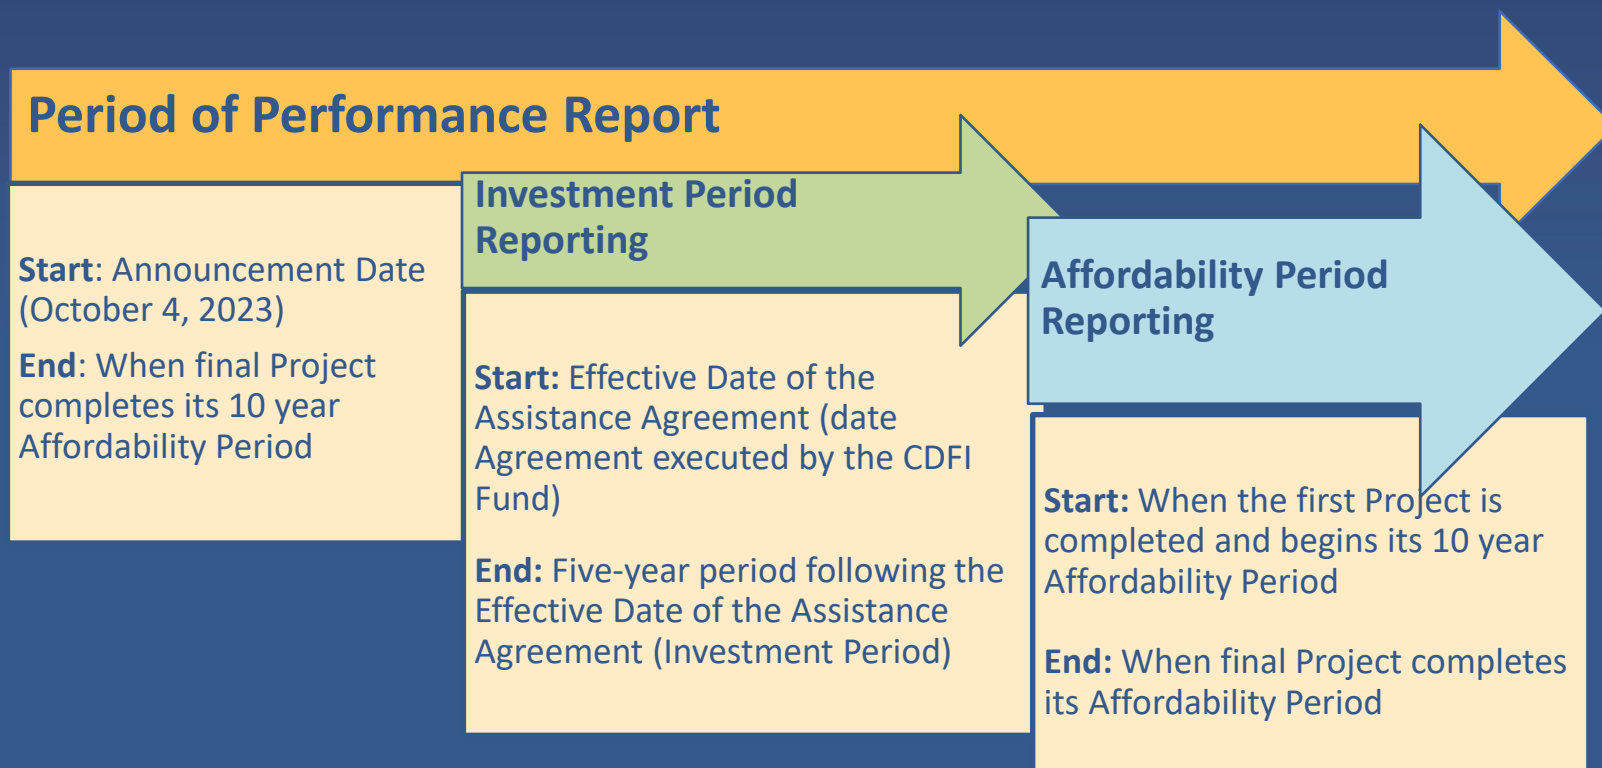 Period of Performance Report
Start: Announcement Date
(October 4, 2023)
End: When final Project
completes its 10 year
Affordability Period
Investment Period
Reporting
Start: Effective Date of the
Assistance Agreement (date
Agreement executed by the CDFI
Fund)
End: Five-year period following the
Effective Date of the Assistance
Agreement (Investment Period)
Affordability Period
Reporting
Start: When the first Project is
completed and begins its 10 year
Affordability Period
End: When final Project completes
its Affordability Period